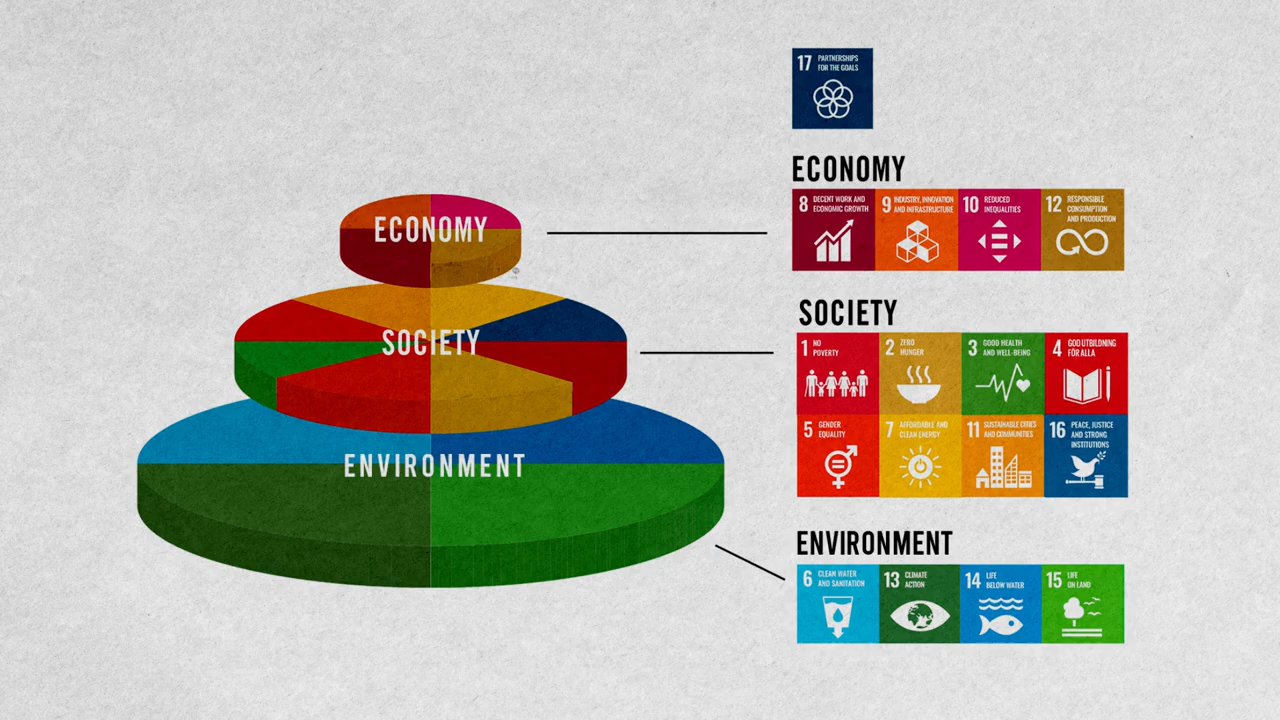 17 PARTNERSHIPS
FOR THE GOALS
ECONOMY
ECONOMY
8 DECENT WORK AND
ECONOMIC GROWTH
9 INDUSTRY, INNOVATION
AND INFRASTRUCTURE
10 REDUCED
INEQUALITIES
12 RESPONSIBLE
CONSUMPTION
AND PRODUCTION
SOCIETY
SOCIETY
1 NO
POVERTY
2 ZERO
HUNGER
3 GOOD HEALTH
AND WELL-BEING
4 GOD UTBILDNING
FÖR ALLA
5 GENDER
EQUALITY
7 AFFORDABLE AND
CLEAN ENERGY
11 SUSTAINABLE CITIES
AND COMMUNITIES
16 PEACE, JUSTICE
AND STRONG
INSTITUTIONS
ENVIRONMENT
ENVIRONMENT
6 CLEAN WATER
AND SANITATION
13 CLIMATE
ACTION
14 LIFE
BELOW WATER
15 LIFE
ON LAND